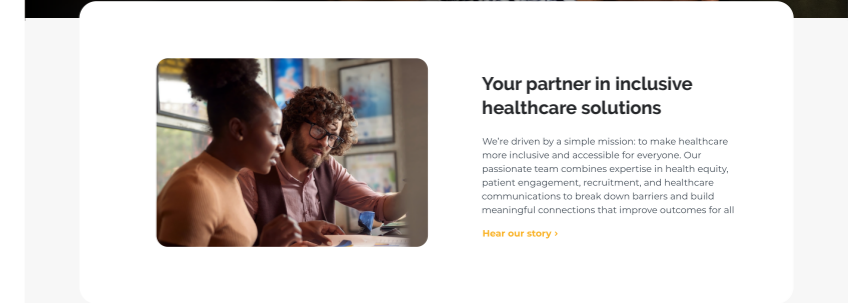 Your partner in inclusive
healthcare solutions
We're driven by a simple mission: to make healthcare
more inclusive and accessible for everyone. Our
passionate team combines expertise in health equity,
patient engagement, recruitment, and healthcare
communications to break down barriers and build
meaningful connections that improve outcomes for all
Hear our story ›